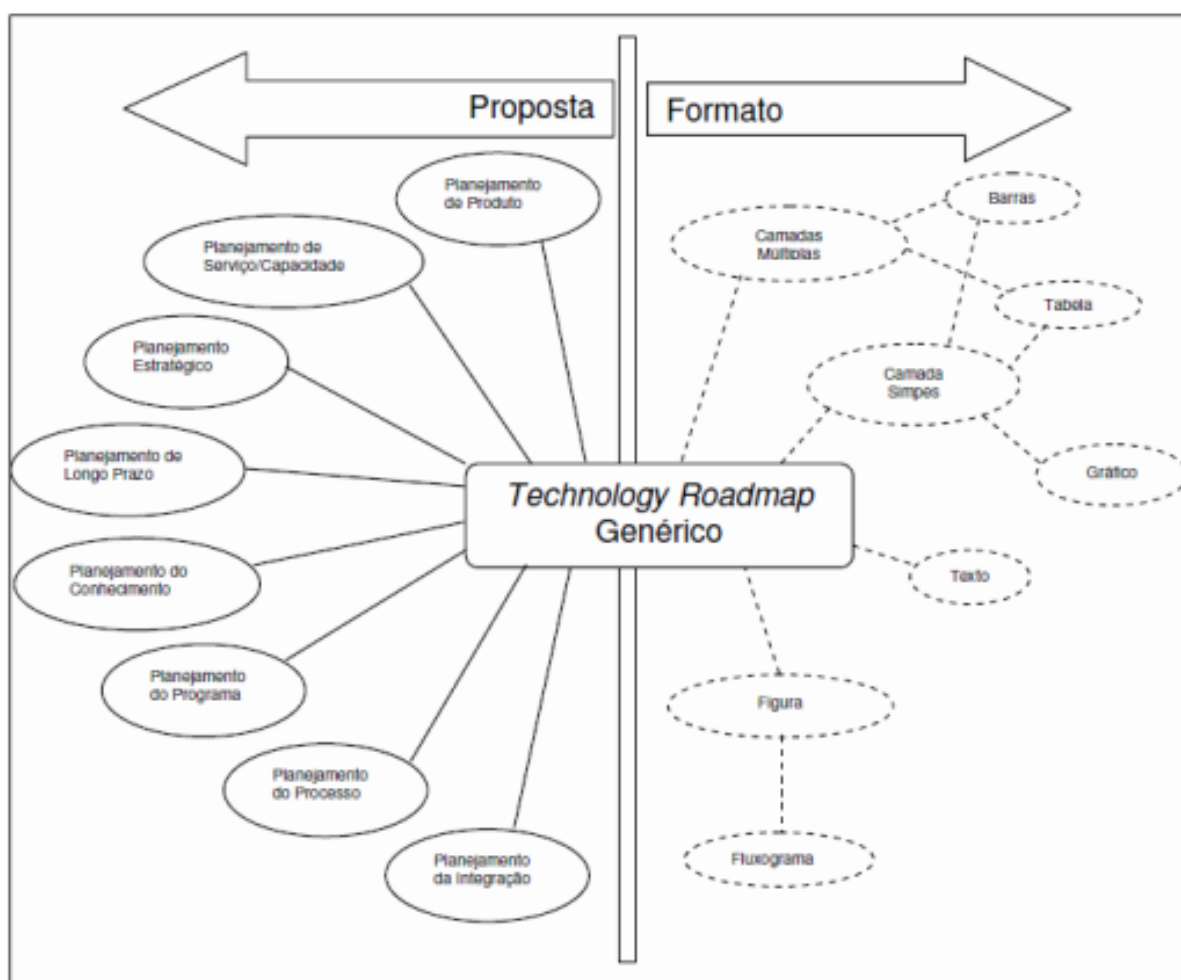 Proposta
Formato
Planejamento
de Produto
Planejamento de
Serviço/Capacidade
Planejamento
Estratégico
Planejamento de
Longo Prazo
Planejamento do
Conhecimento
Planejamento
do Programa
Planejamento
do Processo
Planejamento
da Integração
Technology Roadmap
Genérico
Camadas
Múltiplas
Barras
Tabela
Camada
Simpes
Gráfico
Texto
Figura
Fluxograma